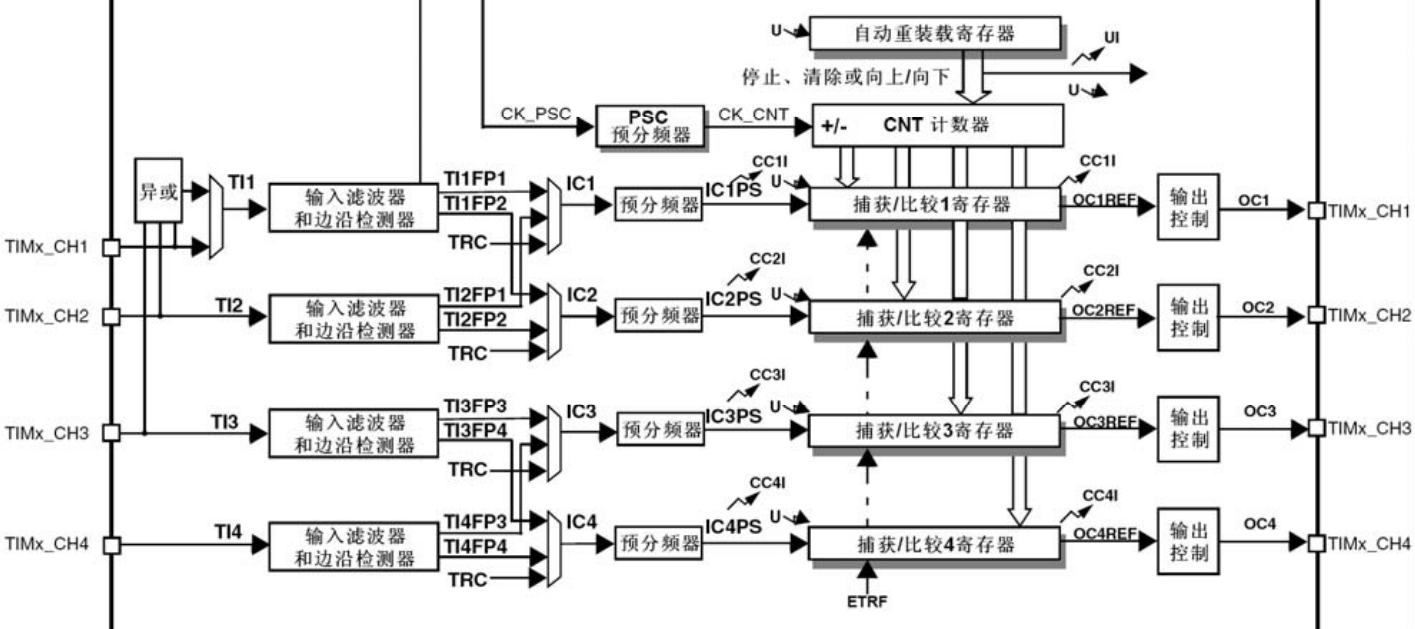 U
自动重装载寄存器
UI
停止、清除或向上/向下
U
CK_PSC
PSC
预分频器
CK_CNT
+/- CNT 计数器
异或
TI1
输入滤波器
和边沿检测器
TI1FP1
TI1FP2
TRC
IC1
预分频器
CC1I
IC1PS
U
捕获/比较1寄存器
CC1I
OC1REF
输出
控制
OC1
TIMx_CH1
TIMx_CH1
TIMx_CH2
TI2
输入滤波器
和边沿检测器
TI2FP1
TI2FP2
TRC
IC2
预分频器
CC2I
IC2PS
U
捕获/比较2寄存器
CC2I
OC2REF
输出
控制
OC2
TIMx_CH2
TIMx_CH3
TI3
输入滤波器
和边沿检测器
TI3FP3
TI3FP4
TRC
IC3
预分频器
CC3I
IC3PS
U
捕获/比较3寄存器
CC3I
OC3REF
输出
控制
OC3
TIMx_CH3
TIMx_CH4
TI4
输入滤波器
和边沿检测器
TI4FP3
TI4FP4
TRC
IC4
预分频器
CC4I
IC4PS
U
捕获/比较4寄存器
CC4I
OC4REF
输出
控制
OC4
TIMx_CH4
ETRF